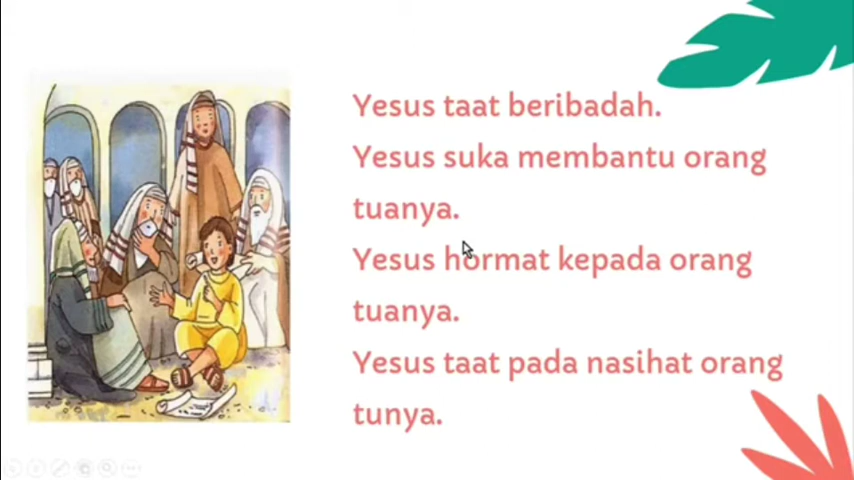 Yesus taat beribadah.
Yesus suka membantu orang
tuanya.
Yesus hormat kepada orang
tuanya.
Yesus taat pada nasihat orang
tunya.